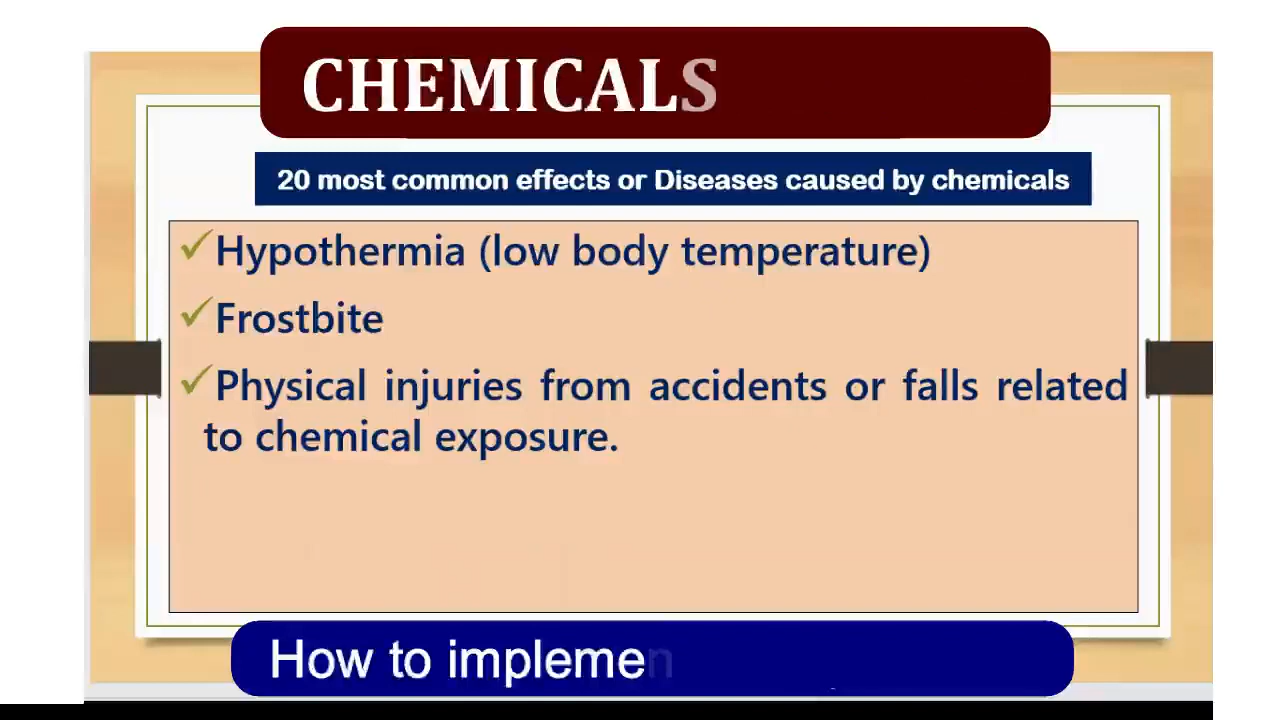 CHEMICALS
20 most common effects or Diseases caused by chemicals
✓Hypothermia (low body temperature)
✓Frostbite
✓Physical injuries from accidents or falls related
to chemical exposure.
How to implemen